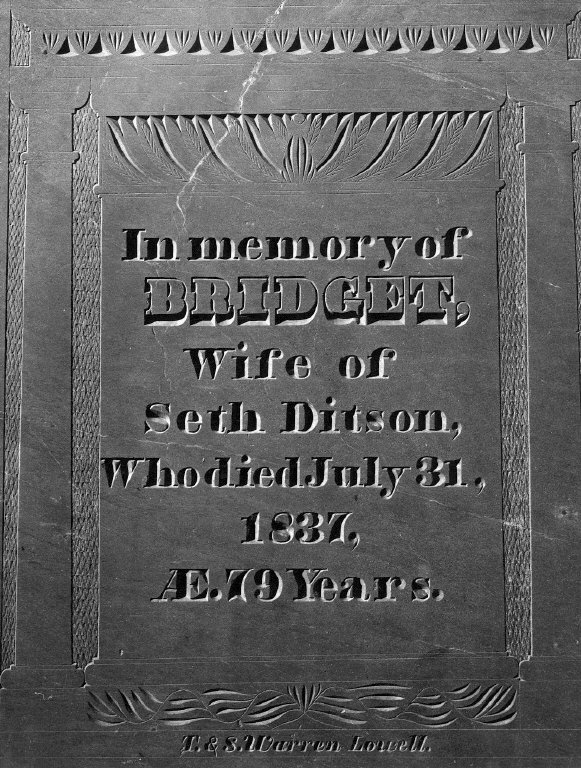 In memory of
BRIDGET,
Wife of
Seth Ditson,
Who died July 31,
1837,
Æ. 79 Years.
T. & S. Warren Lowell.